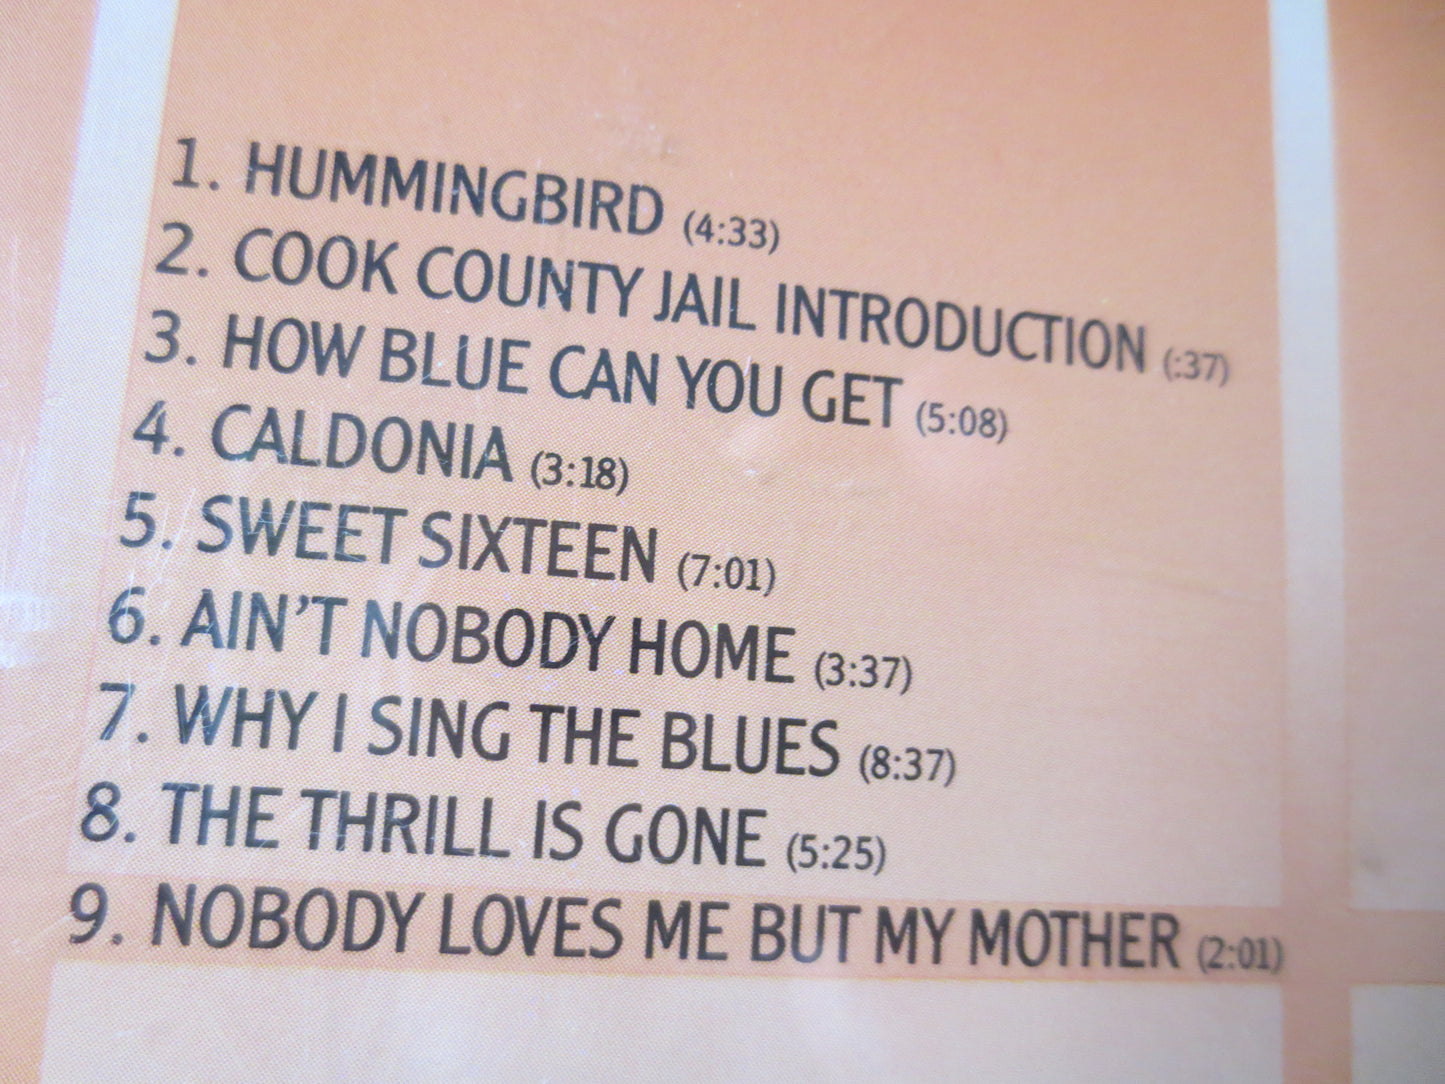 1. HUMMINGBIRD (4:33)
2. COOK COUNTY JAIL INTRODUCTION (:37)
3. HOW BLUE CAN YOU GET (5:08)
4. CALDONIA (3:18)
5. SWEET SIXTEEN (7:01)
6. AIN'T NOBODY HOME (3:37)
7. WHY I SING THE BLUES (8:37)
8. THE THRILL IS GONE (5:25)
9. NOBODY LOVES ME BUT MY MOTHER (2:01)